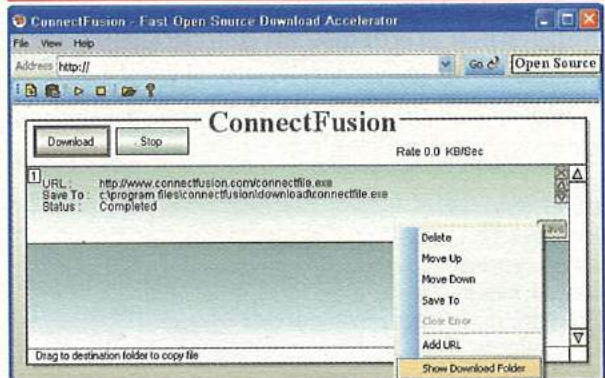 ConnectFusion - Fast Open Source Download Accelerator
File View Help
Address http:// Go Open Source
ConnectFusion
Download Stop
Rate 0.0 KB/Sec
1
URL : http://www.connectfusion.com/connectfile.exe
Save To : c:\program files\connectfusion\download\connectfile.exe
Status : Completed
Delete
Move Up
Move Down
Save To
Clear Error
Add URL
Show Download Folder
Drag to destination folder to copy file